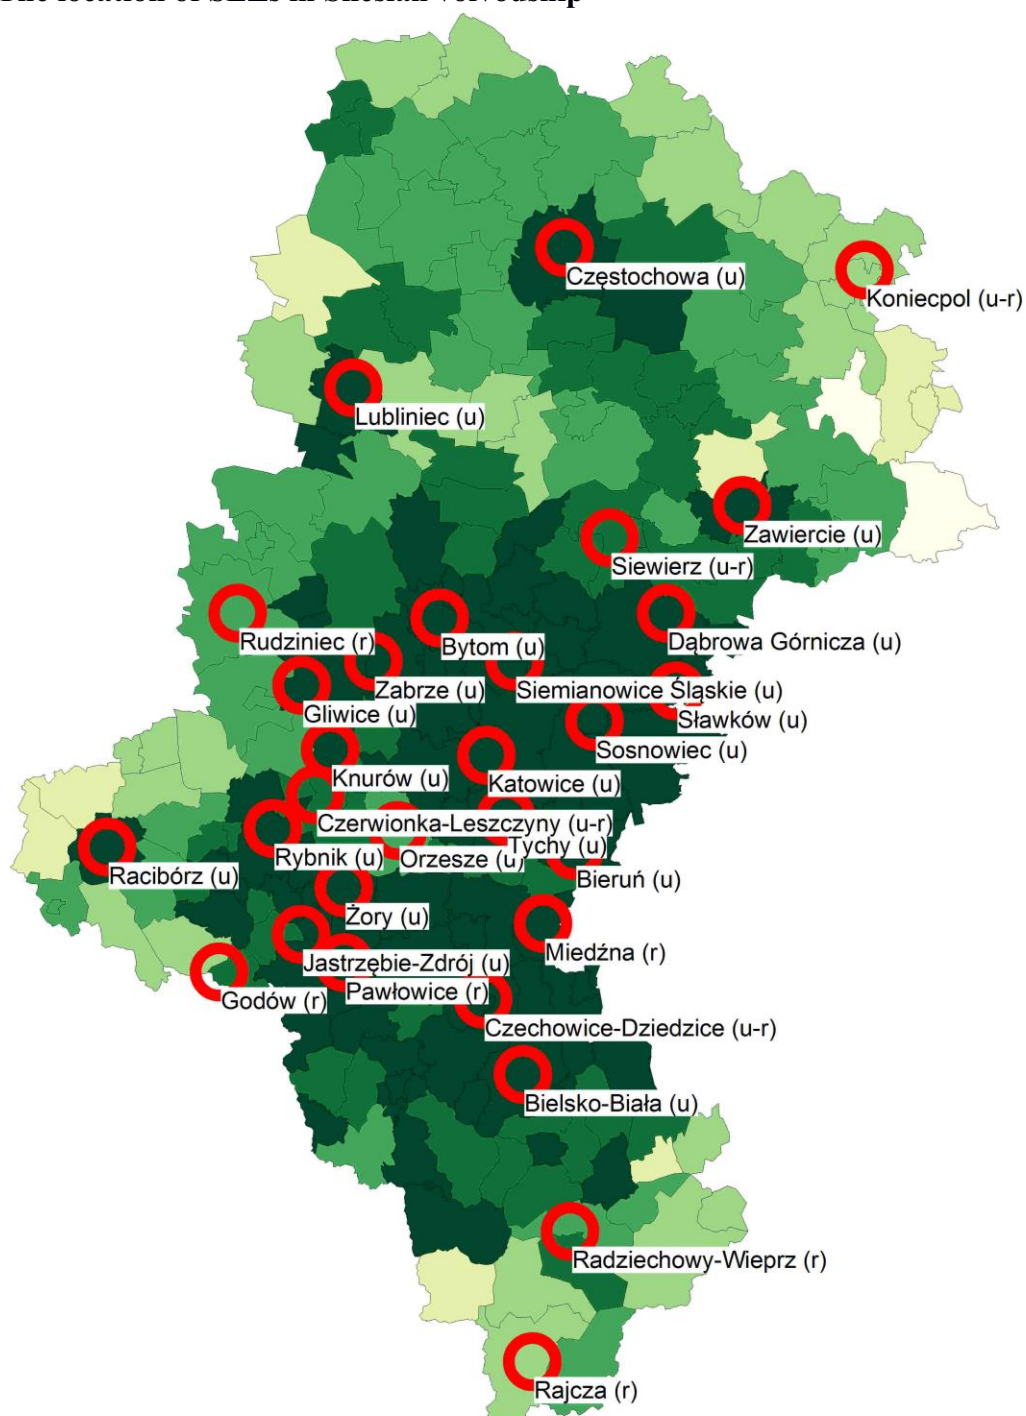 The location of SEZs in Silesian voivodship
Częstochowa (u)
Koniecpol (u-r)
Lubliniec (u)
Zawiercie (u)
Siewierz (u-r)
Rudziniec (r)
Bytom (u)
Dąbrowa Górnicza (u)
Zabrze (u)
Siemianowice Śląskie (u)
Gliwice (u)
Sławków (u)
Sosnowiec (u)
Knurów (u)
Katowice (u)
Czerwionka-Leszczyny (u-r)
Tychy (u)
Rybnik (u)
Orzesze (u)
Racibórz (u)
Bieruń (u)
Żory (u)
Miedźna (r)
Jastrzębie-Zdrój (u)
Pawłowice (r)
Godów (r)
Czechowice-Dziedzice (u-r)
Bielsko-Biała (u)
Radziechowy-Wieprz (r)
Rajcza (r)